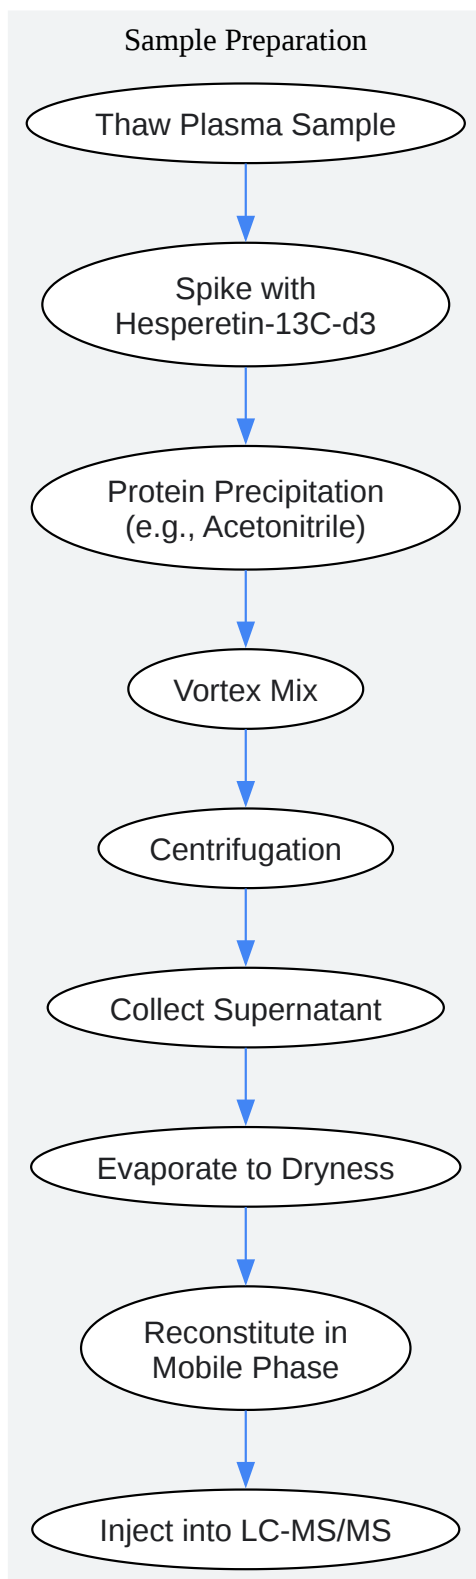 Sample Preparation
Thaw Plasma Sample
Spike with
Hesperetin-13C-d3
Protein Precipitation
(e.g., Acetonitrile)
Vortex Mix
Centrifugation
Collect Supernatant
Evaporate to Dryness
Reconstitute in
Mobile Phase
Inject into LC-MS/MS